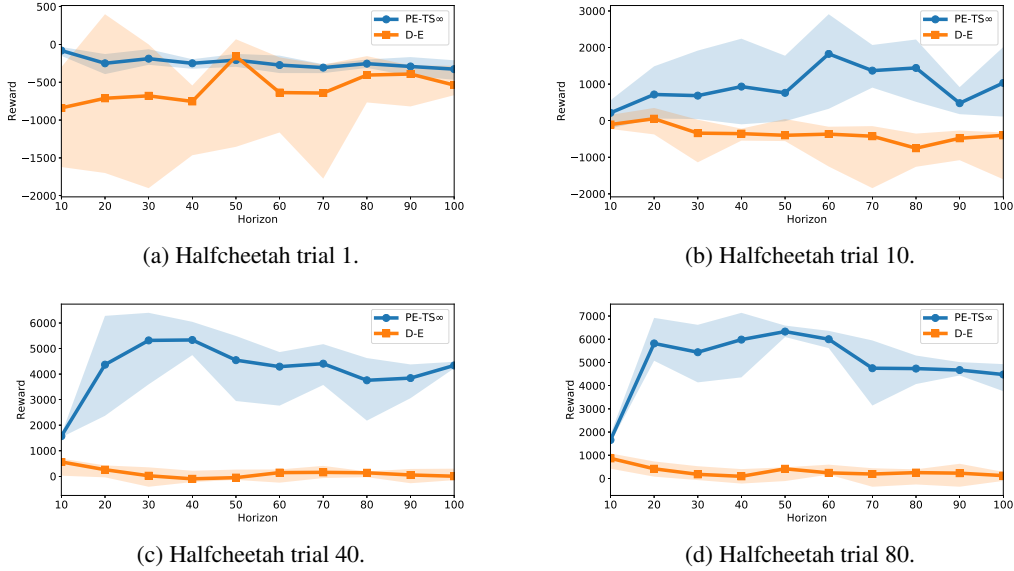 500
0
−500
−1000
−1500
−2000
Reward
10 20 30 40 50 60 70 80 90 100
Horizon
PE-TS∞
D-E
(a) Halfcheetah trial 1.
3000
2000
1000
0
−1000
−2000
Reward
10 20 30 40 50 60 70 80 90 100
Horizon
PE-TS∞
D-E
(b) Halfcheetah trial 10.
6000
5000
4000
3000
2000
1000
0
Reward
10 20 30 40 50 60 70 80 90 100
Horizon
PE-TS∞
D-E
(c) Halfcheetah trial 40.
7000
6000
5000
4000
3000
2000
1000
0
Reward
10 20 30 40 50 60 70 80 90 100
Horizon
PE-TS∞
D-E
(d) Halfcheetah trial 80.